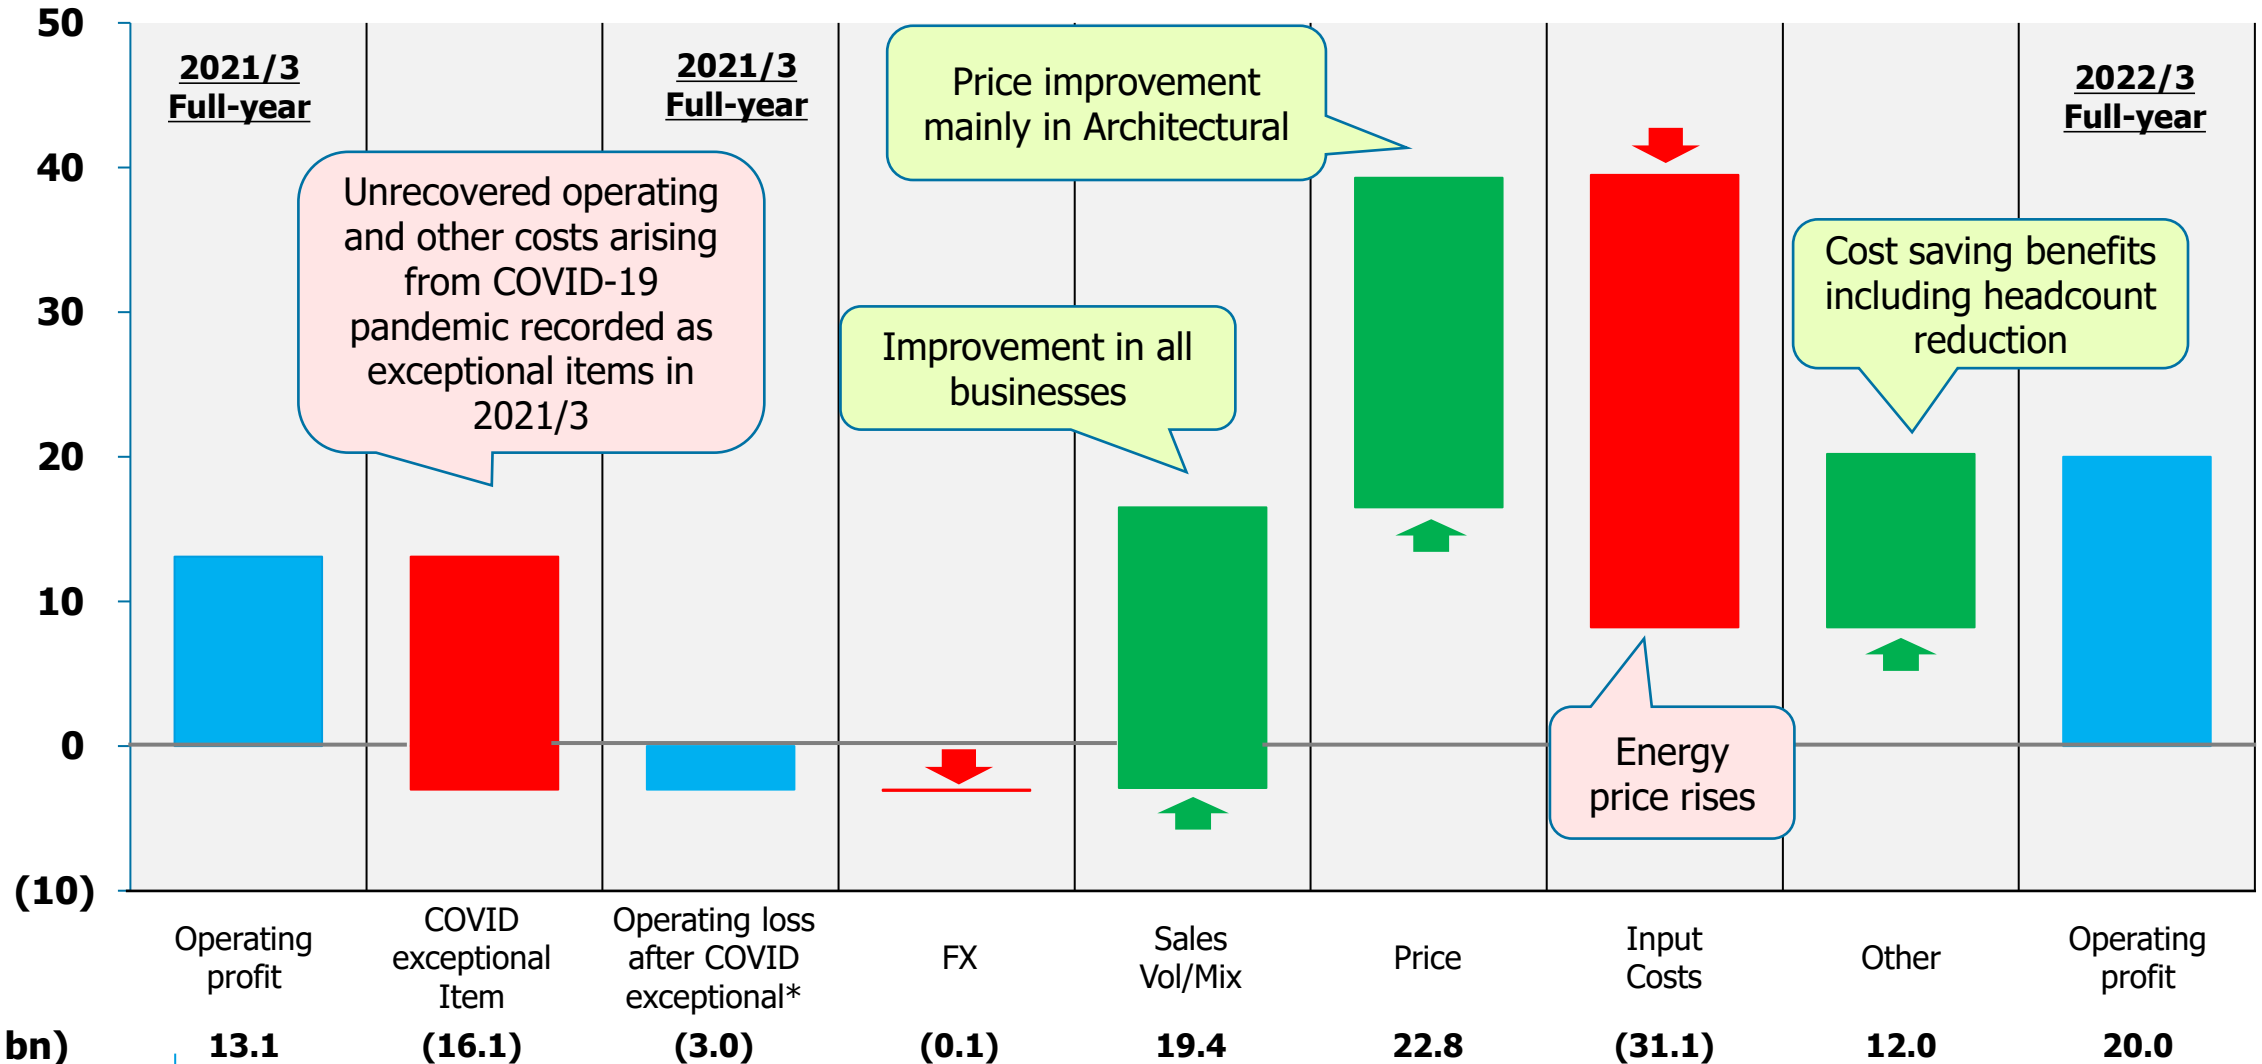 50
40
30
20
10
0
(10)
2021/3
Full-year
2021/3
Full-year
2022/3
Full-year
Unrecovered operating
and other costs arising
from COVID-19
pandemic recorded as
exceptional items in
2021/3
Price improvement
mainly in Architectural
Improvement in all
businesses
Cost saving benefits
including headcount
reduction
Energy
price rises
Operating
profit
COVID
exceptional
Item
Operating loss
after COVID
exceptional*
FX
Sales
Vol/Mix
Price
Input
Costs
Other
Operating
profit
bn) 13.1 (16.1) (3.0) (0.1) 19.4 22.8 (31.1) 12.0 20.0